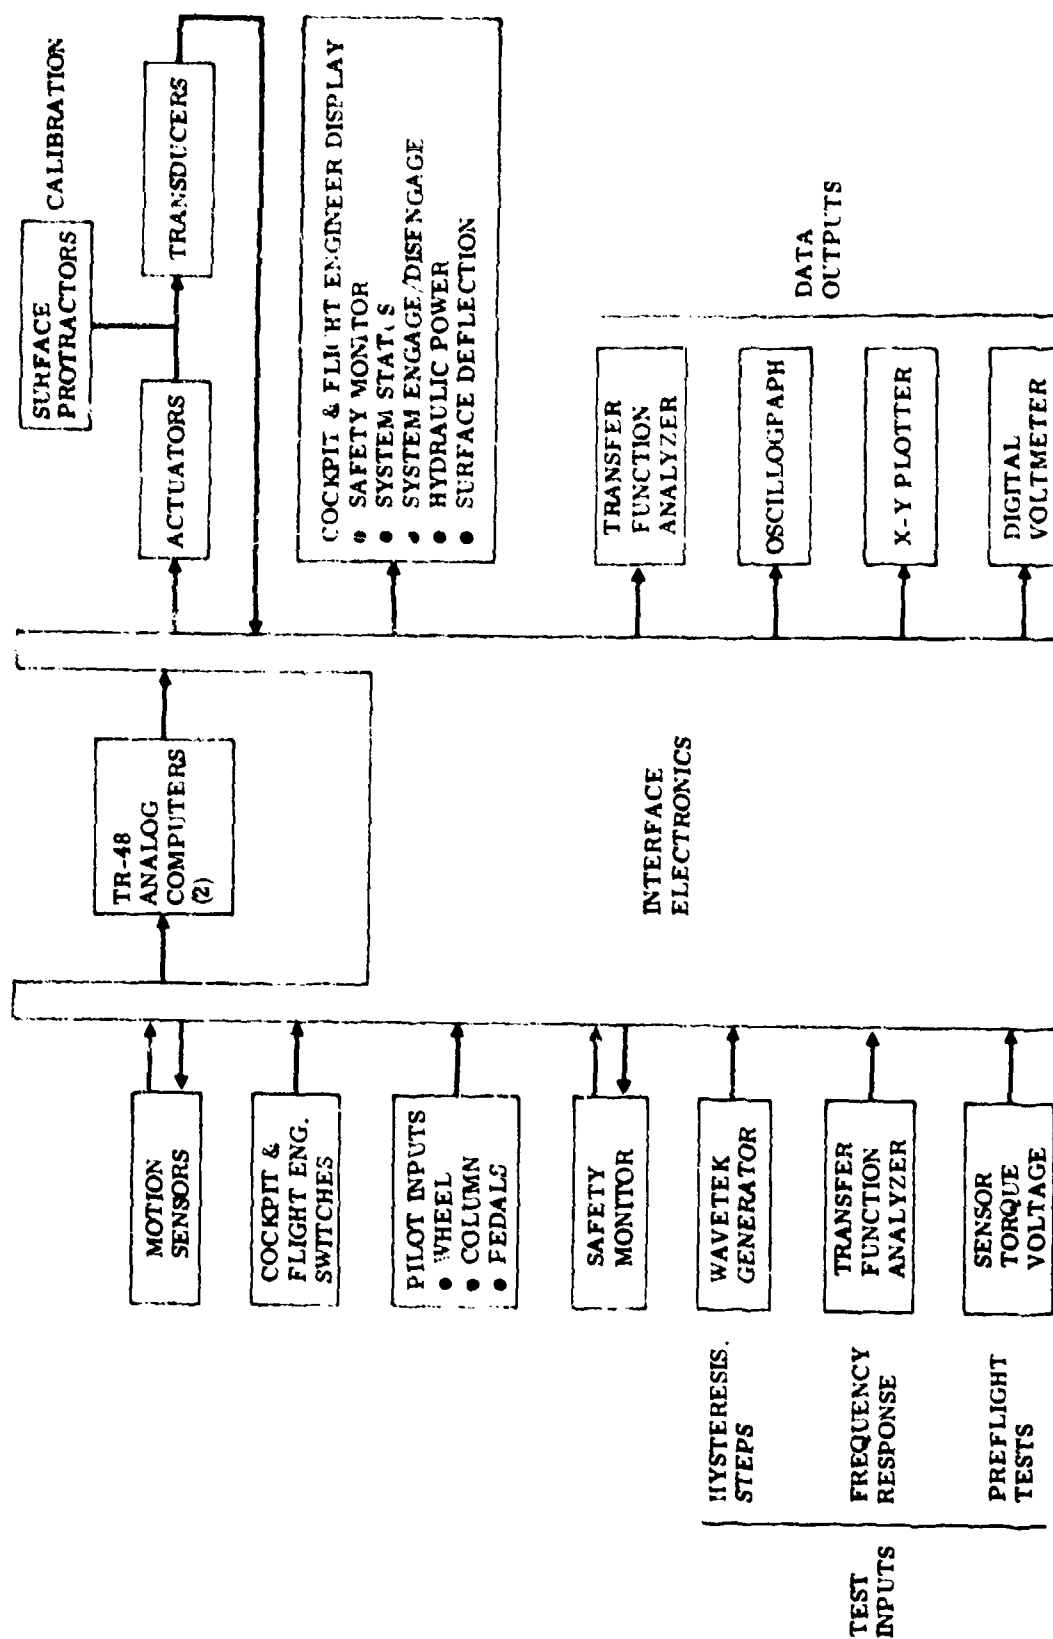 MOTION
SENSORS
COCKPIT &
FLIGHT ENG.
SWITCHES
PILOT INPUTS
● WHEEL
● COLUMN
● PEDALS
SAFETY
MONITOR
TEST
INPUTS
HYSTERESIS.
STEPS
WAVETEK
GENERATOR
FREQUENCY
RESPONSE
TRANSFER
FUNCTION
ANALYZER
PREFLIGHT
TESTS
SENSOR
TORQUE
VOLTAGE
TR-48
ANALOG
COMPUTERS
(2)
INTERFACE
ELECTRONICS
SURFACE
PROTRACTORS
CALIBRATION
ACTUATORS
TRANSDUCERS
COCKPIT & FLIGHT ENGINEER DISPLAY
● SAFETY MONITOR
● SYSTEM STATUS
● SYSTEM ENGAGE/DISENGAGE
● HYDRAULIC POWER
● SURFACE DEFLECTION
TRANSFER
FUNCTION
ANALYZER
OSCILLOGRAPH
X-Y PLOTTER
DIGITAL
VOLTMETER
DATA
OUTPUTS